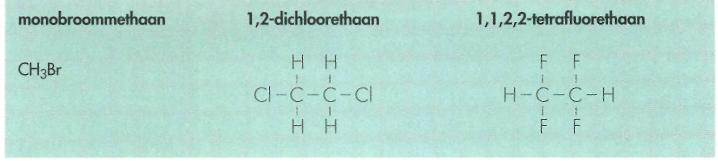 monobroommethaan 1,2-dichloorethaan 1,1,2,2-tetrafluorethaan
CH₃Br
H H
Cl-C-C-Cl
H H
F F
H-C-C-H
F F